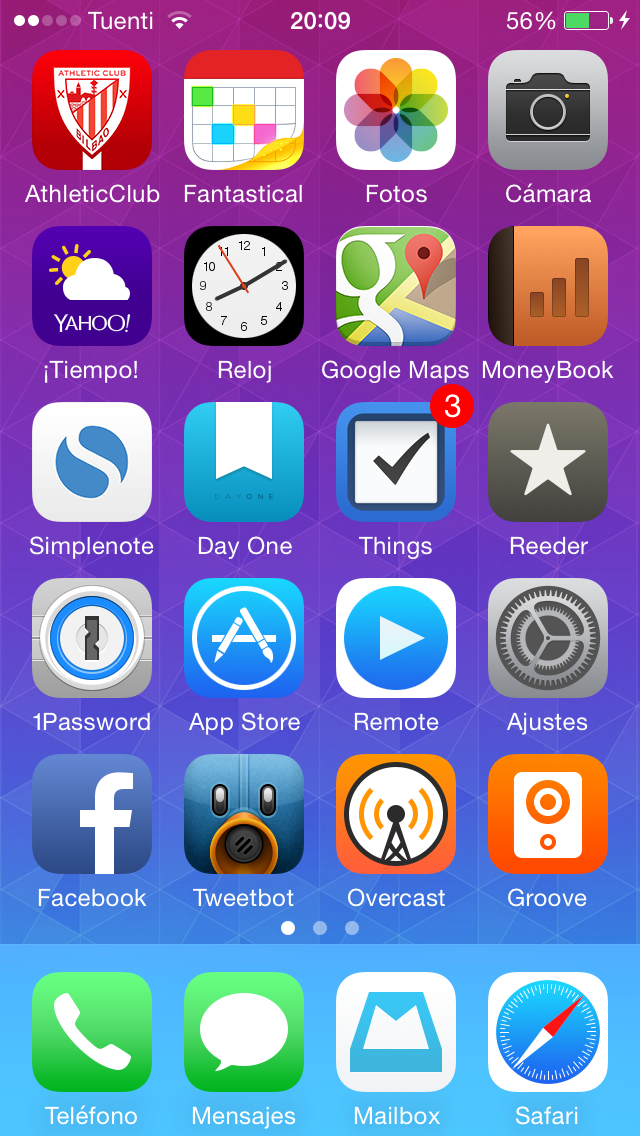 Tuenti 20:09 56%
ATHLETIC CLUB
BILBAO
AthleticClub Fantastical Fotos Cámara
YAHOO!
11 12 1 10 2 9 3 8 4 7 6 5
¡Tiempo! Reloj Google Maps MoneyBook
3
DAYONE
Simplenote Day One Things Reeder
1Password App Store Remote Ajustes
Facebook Tweetbot Overcast Groove
Teléfono Mensajes Mailbox Safari